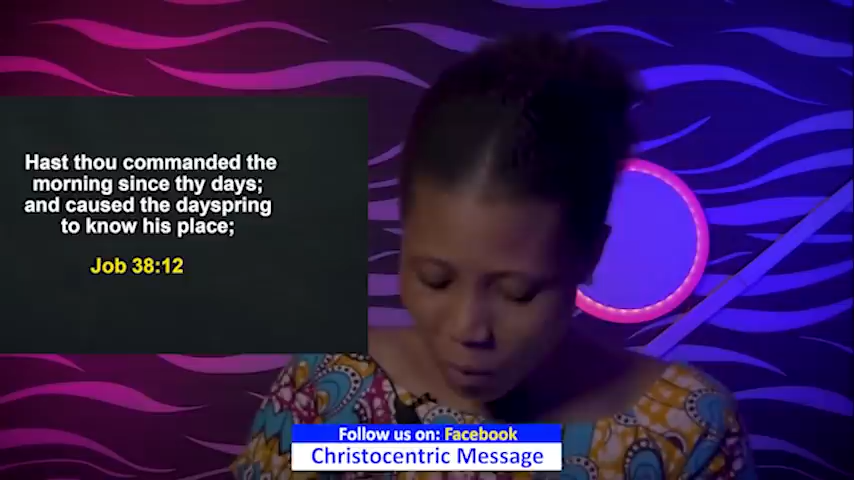 Hast thou commanded the
morning since thy days;
and caused the dayspring
to know his place;
Job 38:12
Follow us on: Facebook
Christocentric Message